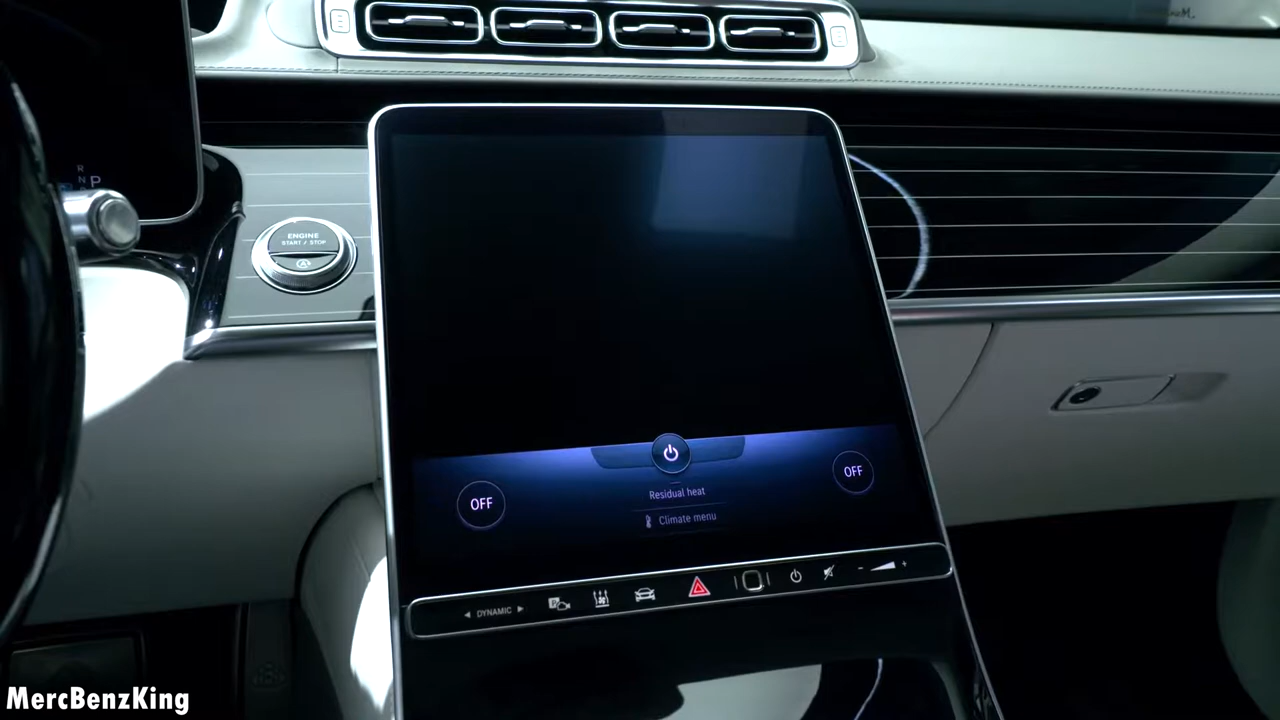 R
N
P
ENGINE
START / STOP
OFF
OFF
Residual heat
Climate menu
DYNAMIC
P
- +
MercBenzKing